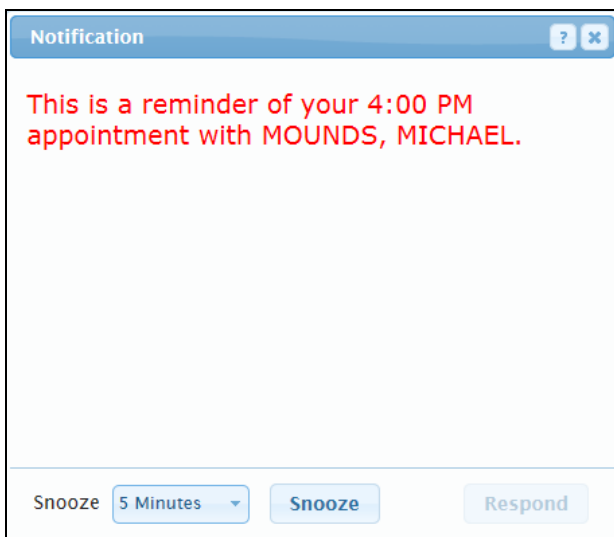 Notification ?
This is a reminder of your 4:00 PM
appointment with MOUNDS, MICHAEL.
Snooze 5 Minutes Snooze Respond